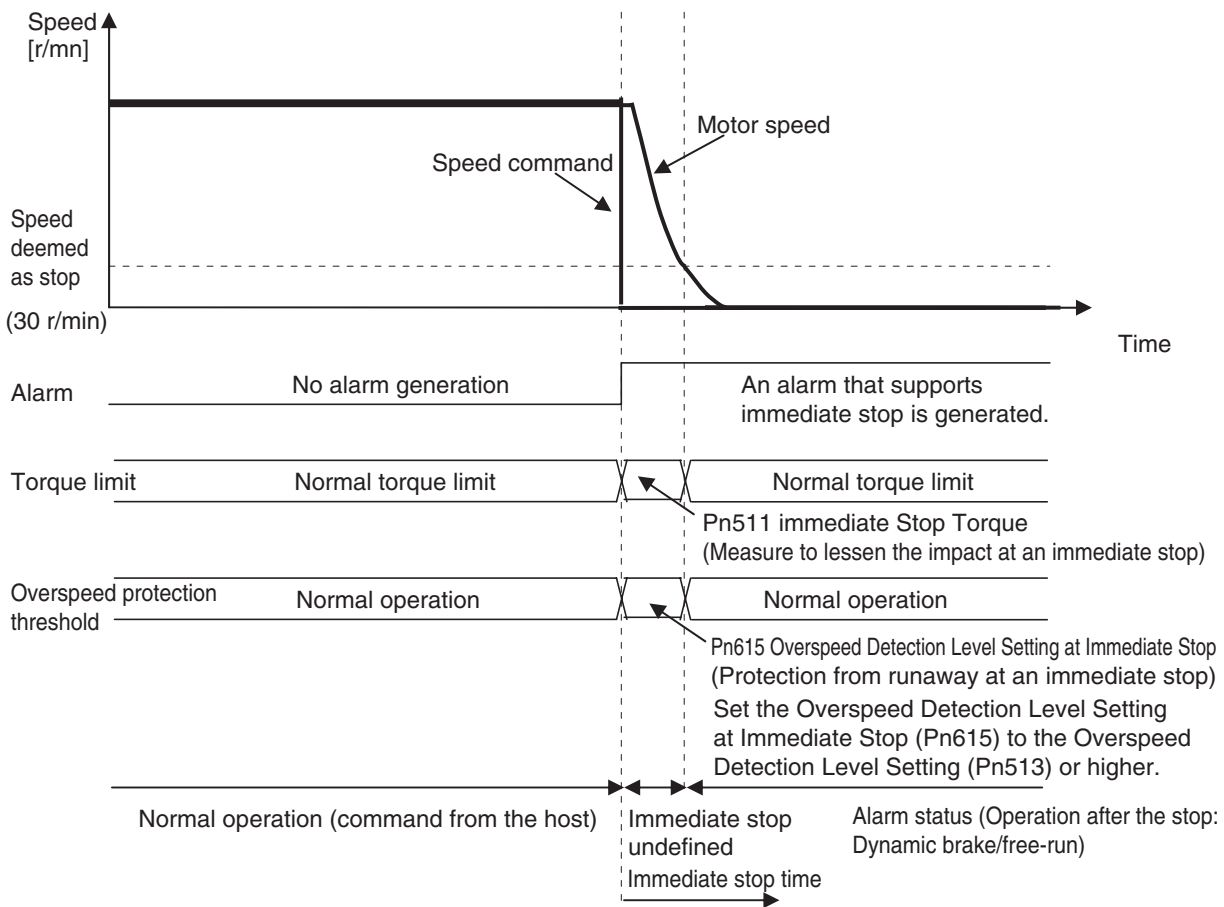 Speed
[r/mn]
Motor speed
Speed command
Speed
deemed
as stop
(30 r/min)
Time
Alarm
No alarm generation
An alarm that supports
immediate stop is generated.
Torque limit
Normal torque limit
Normal torque limit
Pn511 immediate Stop Torque
(Measure to lessen the impact at an immediate stop)
Overspeed protection
threshold
Normal operation
Normal operation
Pn615 Overspeed Detection Level Setting at Immediate Stop
(Protection from runaway at an immediate stop)
Set the Overspeed Detection Level Setting
at Immediate Stop (Pn615) to the Overspeed
Detection Level Setting (Pn513) or higher.
Normal operation (command from the host)
Immediate stop
undefined
Immediate stop time
Alarm status (Operation after the stop:
Dynamic brake/free-run)